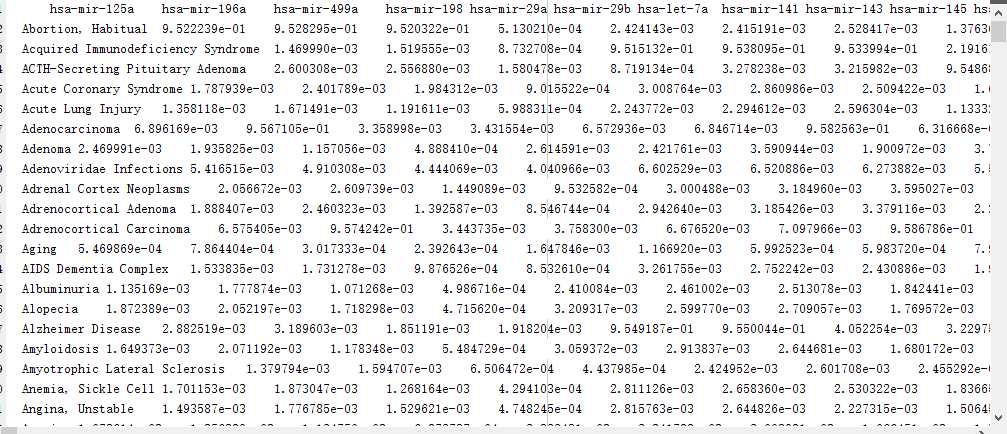 hsa-mir-125a hsa-mir-196a hsa-mir-499a hsa-mir-198 hsa-mir-29a hsa-mir-29b hsa-let-7a hsa-mir-141 hsa-mir-143 hsa-mir-145
Abortion, Habitual 9.522239e-01 9.528295e-01 9.520322e-01 5.130210e-04 2.424143e-03 2.415191e-03 2.528417e-03 1.3763
Acquired Immunodeficiency Syndrome 1.469990e-03 1.519555e-03 8.732708e-04 9.515132e-01 9.538095e-01 9.533994e-01 2.1916
ACTH-Secreting Pituitary Adenoma 2.600308e-03 2.556880e-03 1.580478e-03 8.719134e-04 3.278238e-03 3.215982e-03 9.5486
Acute Coronary Syndrome 1.787939e-03 2.401789e-03 1.984312e-03 9.015522e-04 3.008764e-03 2.860986e-03 2.509422e-03 1.
Acute Lung Injury 1.358118e-03 1.671491e-03 1.191611e-03 5.988311e-04 2.243772e-03 2.294612e-03 2.596304e-03 1.1333
Adenocarcinoma 6.896169e-03 9.567105e-01 3.358998e-03 3.431554e-03 6.572936e-03 6.846714e-03 9.582563e-01 6.316668e-
Adenoma 2.469991e-03 1.935825e-03 1.157056e-03 4.888410e-04 2.614591e-03 2.421761e-03 3.590944e-03 1.900972e-03 3.
Adenoviridae Infections 5.416515e-03 4.910308e-03 4.444069e-03 4.040966e-03 6.602529e-03 6.520886e-03 6.273882e-03 5.
Adrenal Cortex Neoplasms 2.056672e-03 2.609739e-03 1.449089e-03 9.532582e-04 3.000488e-03 3.184960e-03 3.595027e-03
Adrenocortical Adenoma 1.888407e-03 2.460323e-03 1.392587e-03 8.546744e-04 2.942640e-03 3.185426e-03 3.379116e-03 2.
Adrenocortical Carcinoma 6.575405e-03 9.574242e-01 3.443735e-03 3.758300e-03 6.676520e-03 7.097966e-03 9.586786e-01
Aging 5.469869e-04 7.864404e-04 3.017333e-04 2.392643e-04 1.647846e-03 1.166920e-03 5.992523e-04 5.983720e-04 7.
AIDS Dementia Complex 1.533835e-03 1.731278e-03 9.876526e-04 8.532610e-04 3.261755e-03 2.752242e-03 2.430886e-03 1.
Albuminuria 1.135169e-03 1.777874e-03 1.071268e-03 4.986716e-04 2.410084e-03 2.461002e-03 2.513078e-03 1.842441e-03
Alopecia 1.872389e-03 2.052197e-03 1.718298e-03 4.715620e-04 3.209317e-03 2.599770e-03 2.709057e-03 1.769572e-03
Alzheimer Disease 2.882519e-03 3.189603e-03 1.851191e-03 1.918204e-03 9.549187e-01 9.550044e-01 4.052254e-03 3.2297
Amyloidosis 1.649373e-03 2.071192e-03 1.178348e-03 5.484729e-04 3.059372e-03 2.913837e-03 2.644681e-03 1.680172e-03
Amyotrophic Lateral Sclerosis 1.379794e-03 1.594707e-03 6.506472e-04 4.437985e-04 2.424952e-03 2.601708e-03 2.455292e-
Anemia, Sickle Cell 1.701153e-03 1.873047e-03 1.268164e-03 4.294103e-04 2.811126e-03 2.658360e-03 2.530322e-03 1.8366
Angina, Unstable 1.493587e-03 1.776785e-03 1.529621e-03 4.748245e-04 2.815763e-03 2.644826e-03 2.227315e-03 1.5064